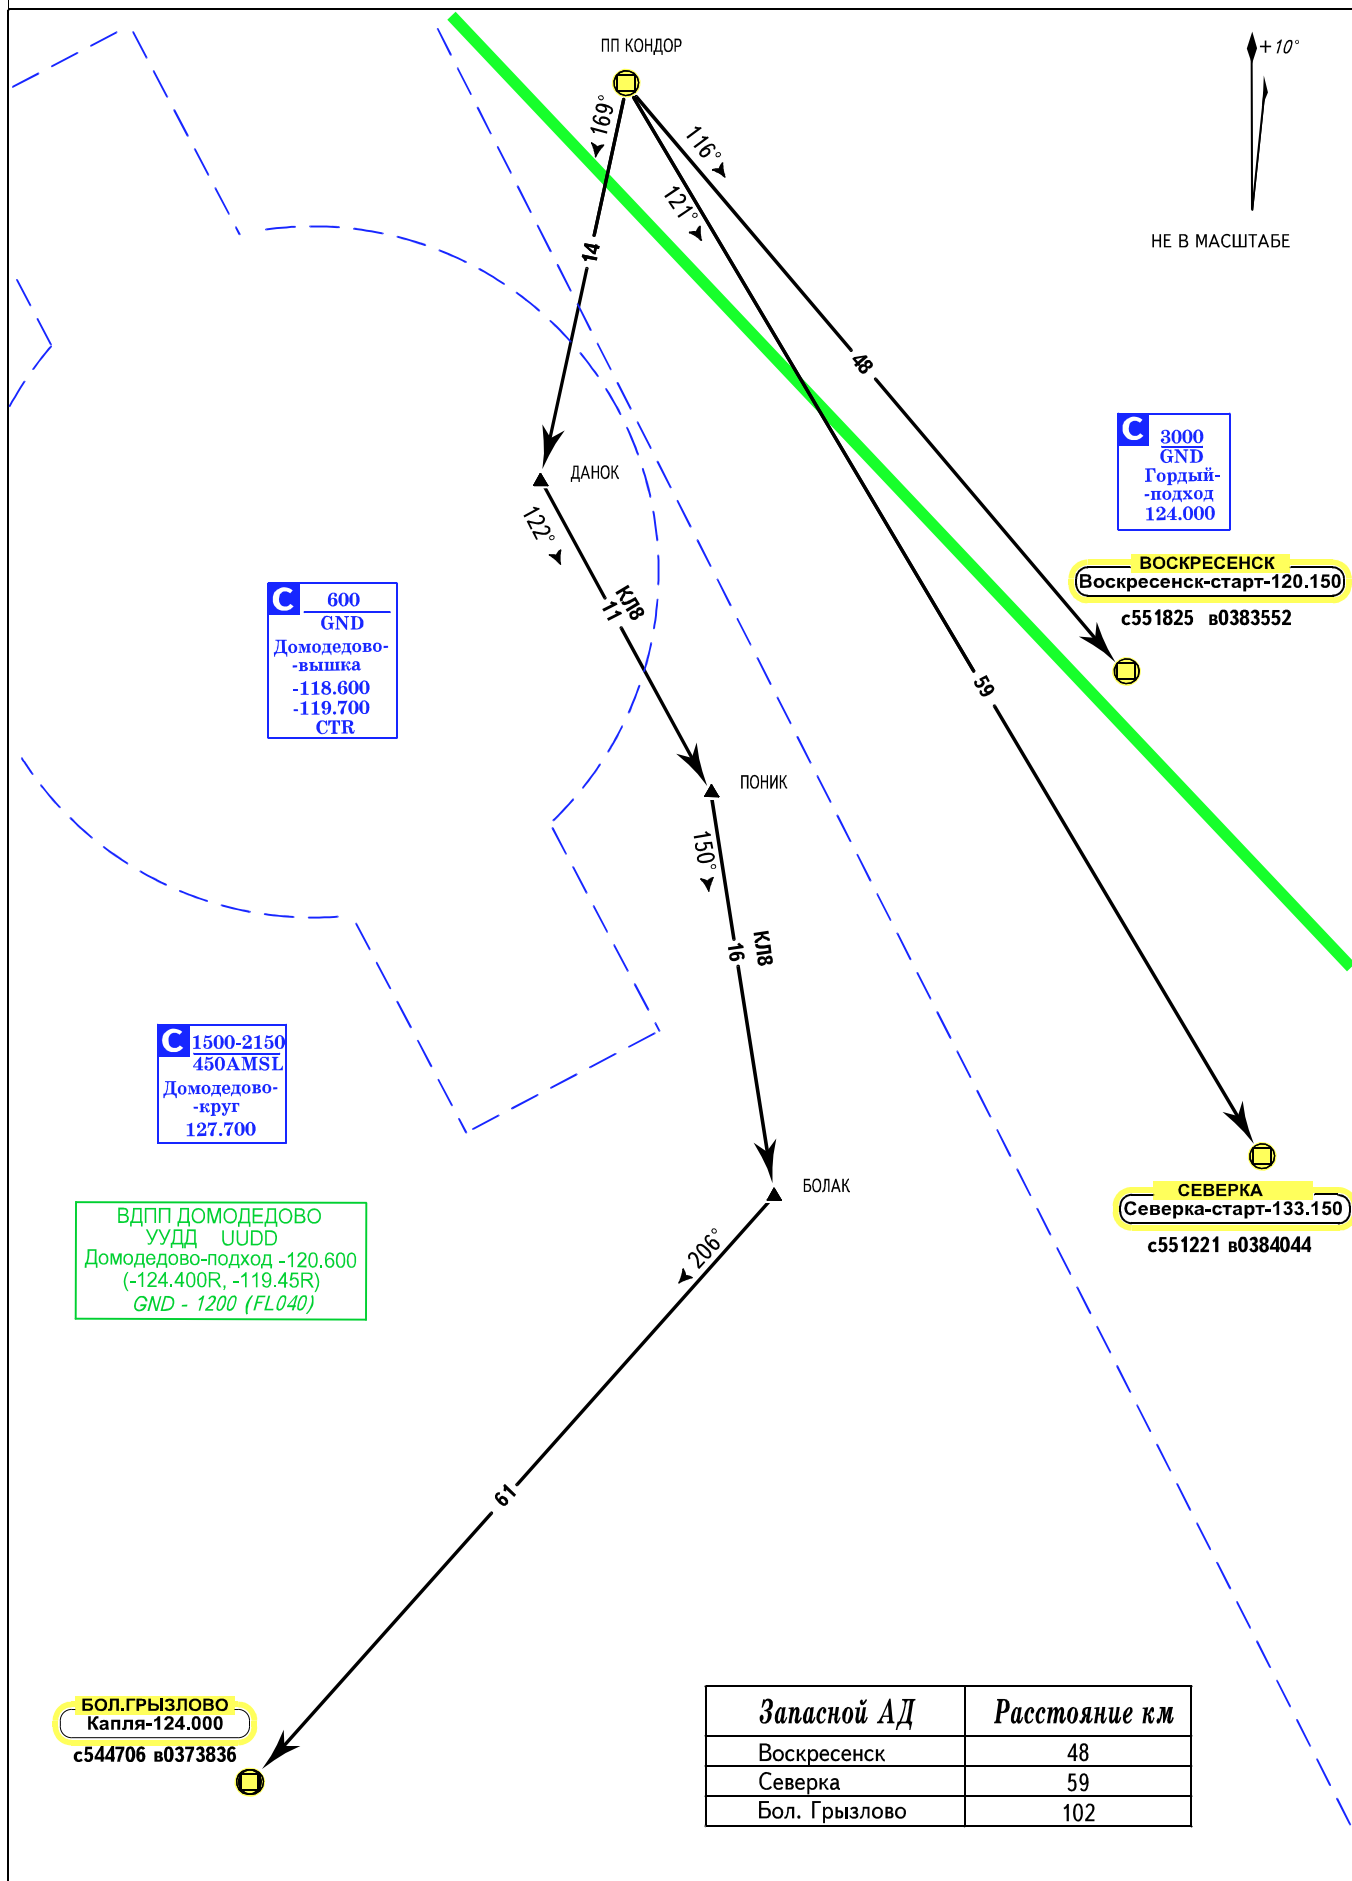 ПП КОНДОР
+10°
НЕ В МАСШТАБЕ
169°
116°
121°
14
48
ДАНОК
122°
C 3000
GND
Гордый-
-подход
124.000
ВОСКРЕСЕНСК
Воскресенск-старт-120.150
с551825 в0383552
C 600
GND
Домодедово-
-вышка
-118.600
-119.700
CTR
КЛ8
11
59
ПОНИК
150°
КЛ8
16
C 1500-2150
450AMSL
Домодедово-
-круг
127.700
БОЛАК
206°
СЕВЕРКА
Северка-старт-133.150
с551221 в0384044
ВДПП ДОМОДЕДОВО
УУДД UUDD
Домодедово-подход -120.600
(-124.400R, -119.45R)
GND - 1200 (FL040)
61
БОЛ.ГРЫЗЛОВО
Капля-124.000
с544706 в0373836
Запасной АД Расстояние км
Воскресенск 48
Северка 59
Бол. Грызлово 102